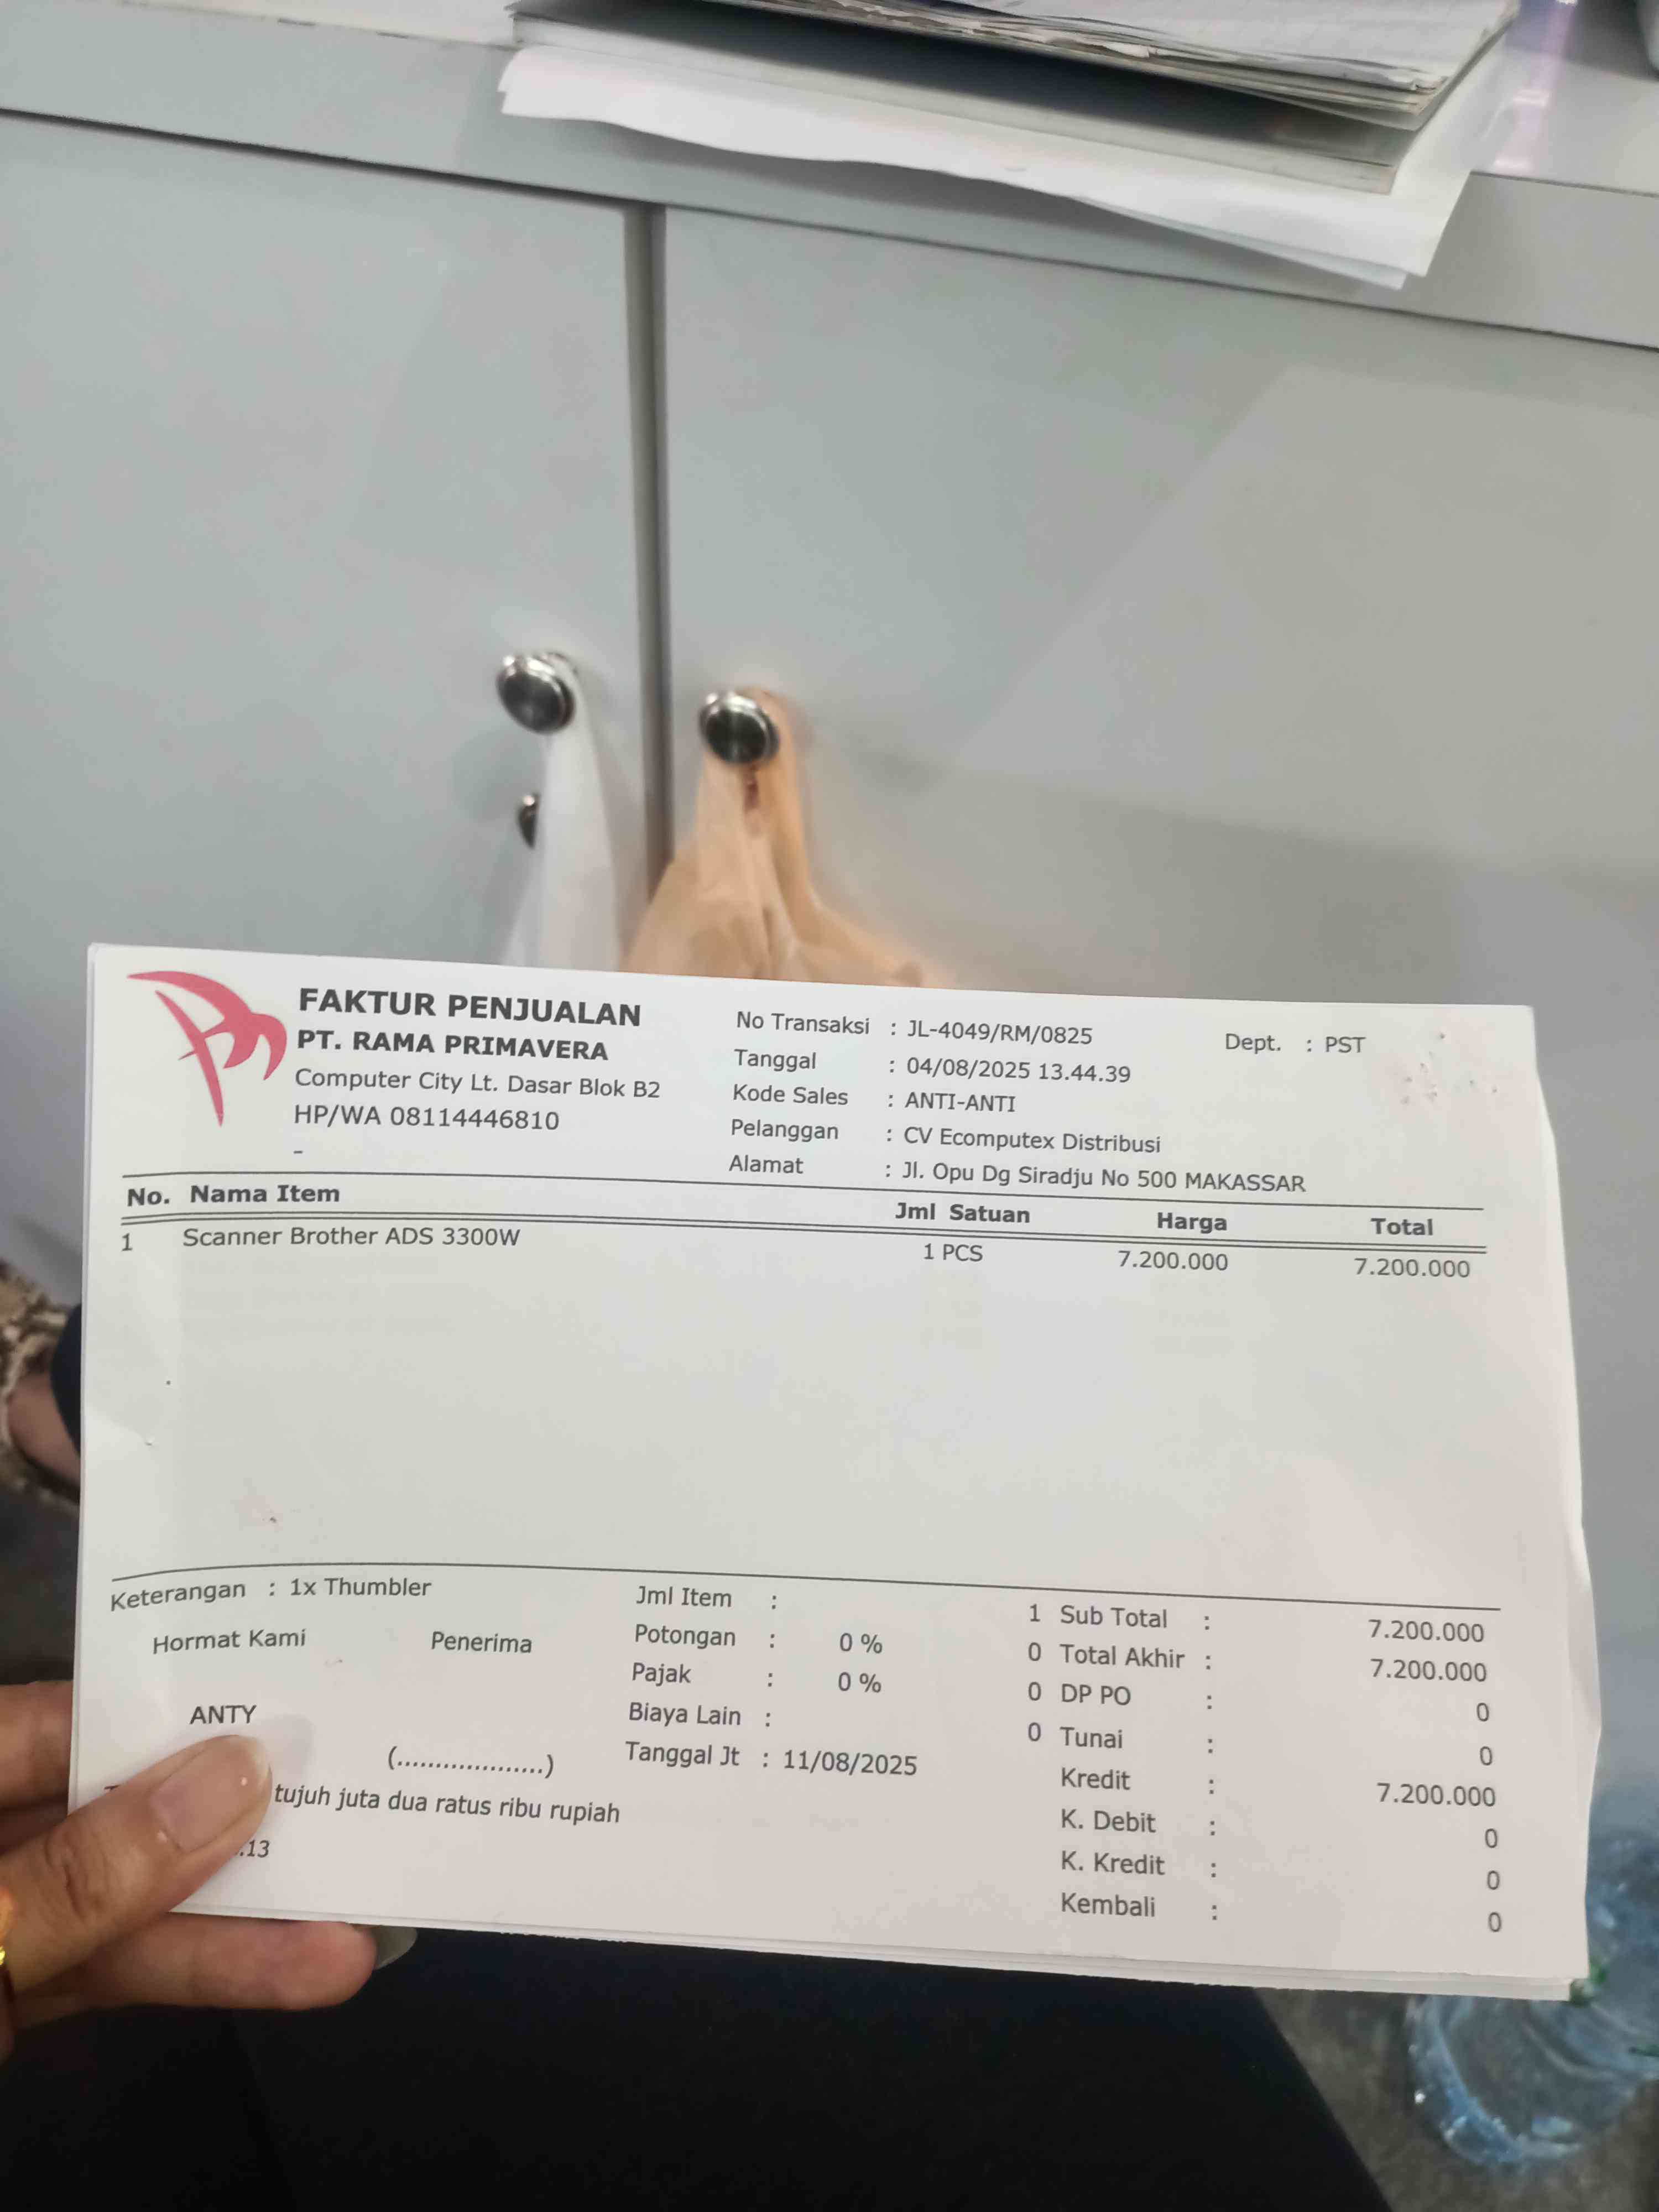 FAKTUR PENJUALAN
PT. RAMA PRIMAVERA
Computer City Lt. Dasar Blok B2
HP/WA 08114446810
-
No Transaksi : JL-4049/RM/0825
Tanggal : 04/08/2025 13.44.39
Kode Sales : ANTI-ANTI
Pelanggan : CV Ecomputex Distribusi
Alamat : Jl. Opu Dg Siradju No 500 MAKASSAR
Dept. : PST
No. Nama Item Jml Satuan Harga Total
1 Scanner Brother ADS 3300W 1 PCS 7.200.000 7.200.000
Keterangan : 1x Thumbler
Hormat Kami Penerima
ANTY
(...................)
tujuh juta dua ratus ribu rupiah
.13
Jml Item : 1
Potongan : 0 % 0
Pajak : 0 % 0
Biaya Lain : 0
Tanggal Jt : 11/08/2025
Sub Total : 7.200.000
Total Akhir : 7.200.000
DP PO : 0
Tunai : 0
Kredit : 7.200.000
K. Debit : 0
K. Kredit : 0
Kembali : 0